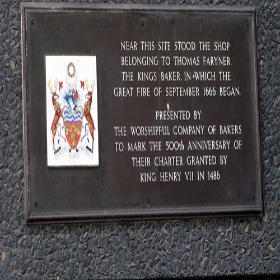 NEAR THIS SITE STOOD THE SHOP
BELONGING TO THOMAS FARYNER,
THE KING'S BAKER, IN WHICH THE
GREAT FIRE OF SEPTEMBER 1666 BEGAN.
PRESENTED BY
THE WORSHIPFUL COMPANY OF BAKERS
TO MARK THE 500th ANNIVERSARY OF
THEIR CHARTER GRANTED BY
KING HENRY VII IN 1486